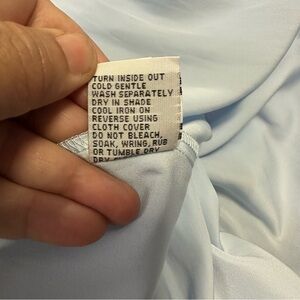 TURN INSIDE OUT
COLD GENTLE
WASH SEPARATELY
DRY IN SHADE
COOL IRON ON
REVERSE USING
CLOTH COVER
DO NOT BLEACH,
SOAK, WRING, RUB
OR TUMBLE DRY
DRY